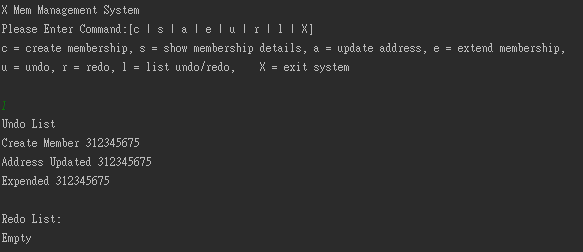 X Mem Management System
Please Enter Command:[c | s | a | e | u | r | l | X]
c = create membership, s = show membership details, a = update address, e = extend membership,
u = undo, r = redo, l = list undo/redo,    X = exit system
l
Undo List
Create Member 312345675
Address Updated 312345675
Expended 312345675
Redo List:
Empty